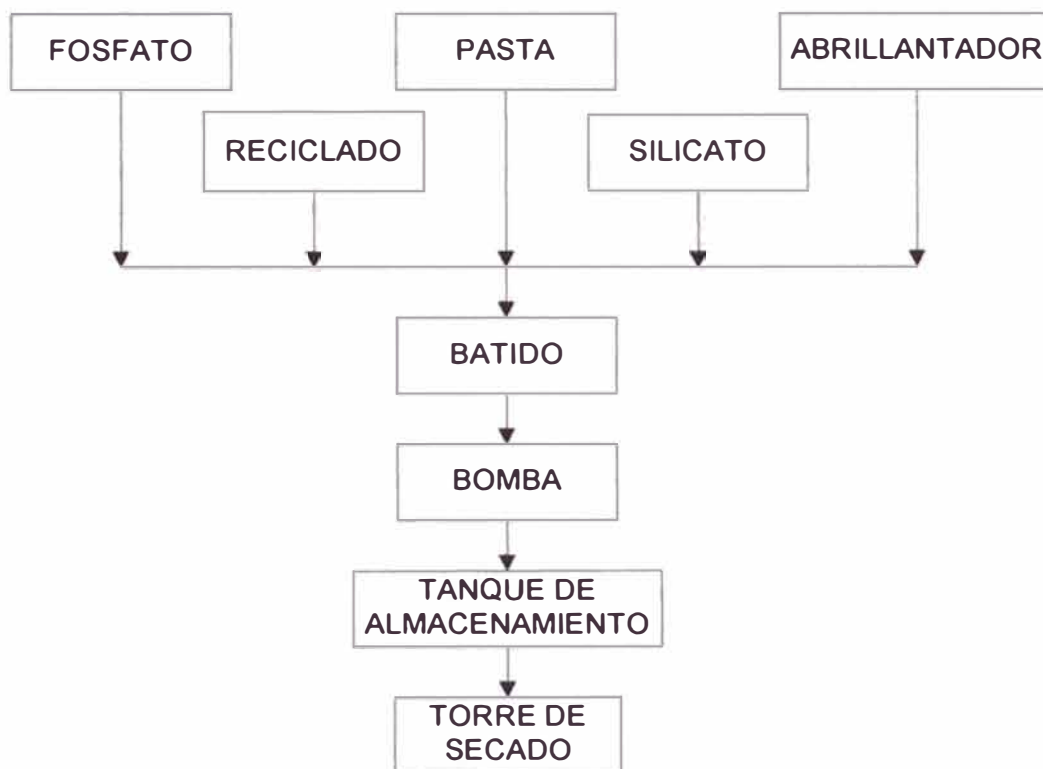 FOSFATO
PASTA
ABRILLANTADOR
RECICLADO
SILICATO
BATIDO
BOMBA
TANQUE DE
ALMACENAMIENTO
TORRE DE
SECADO